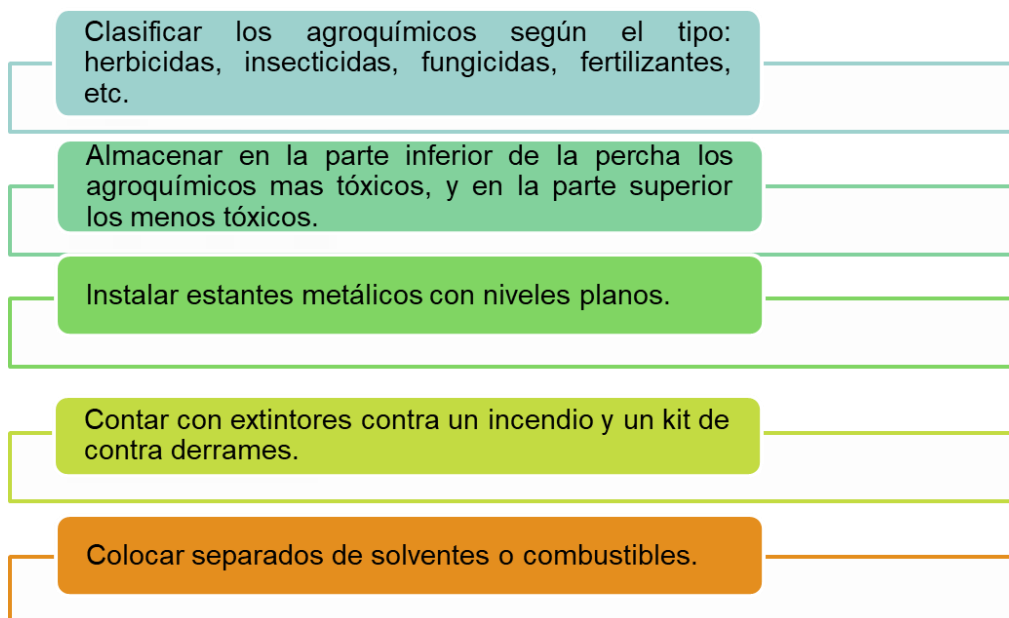 Clasificar los agroquímicos según el tipo:
herbicidas, insecticidas, fungicidas, fertilizantes,
etc.
Almacenar en la parte inferior de la percha los
agroquímicos mas tóxicos, y en la parte superior
los menos tóxicos.
Instalar estantes metálicos con niveles planos.
Contar con extintores contra un incendio y un kit de
contra derrames.
Colocar separados de solventes o combustibles.